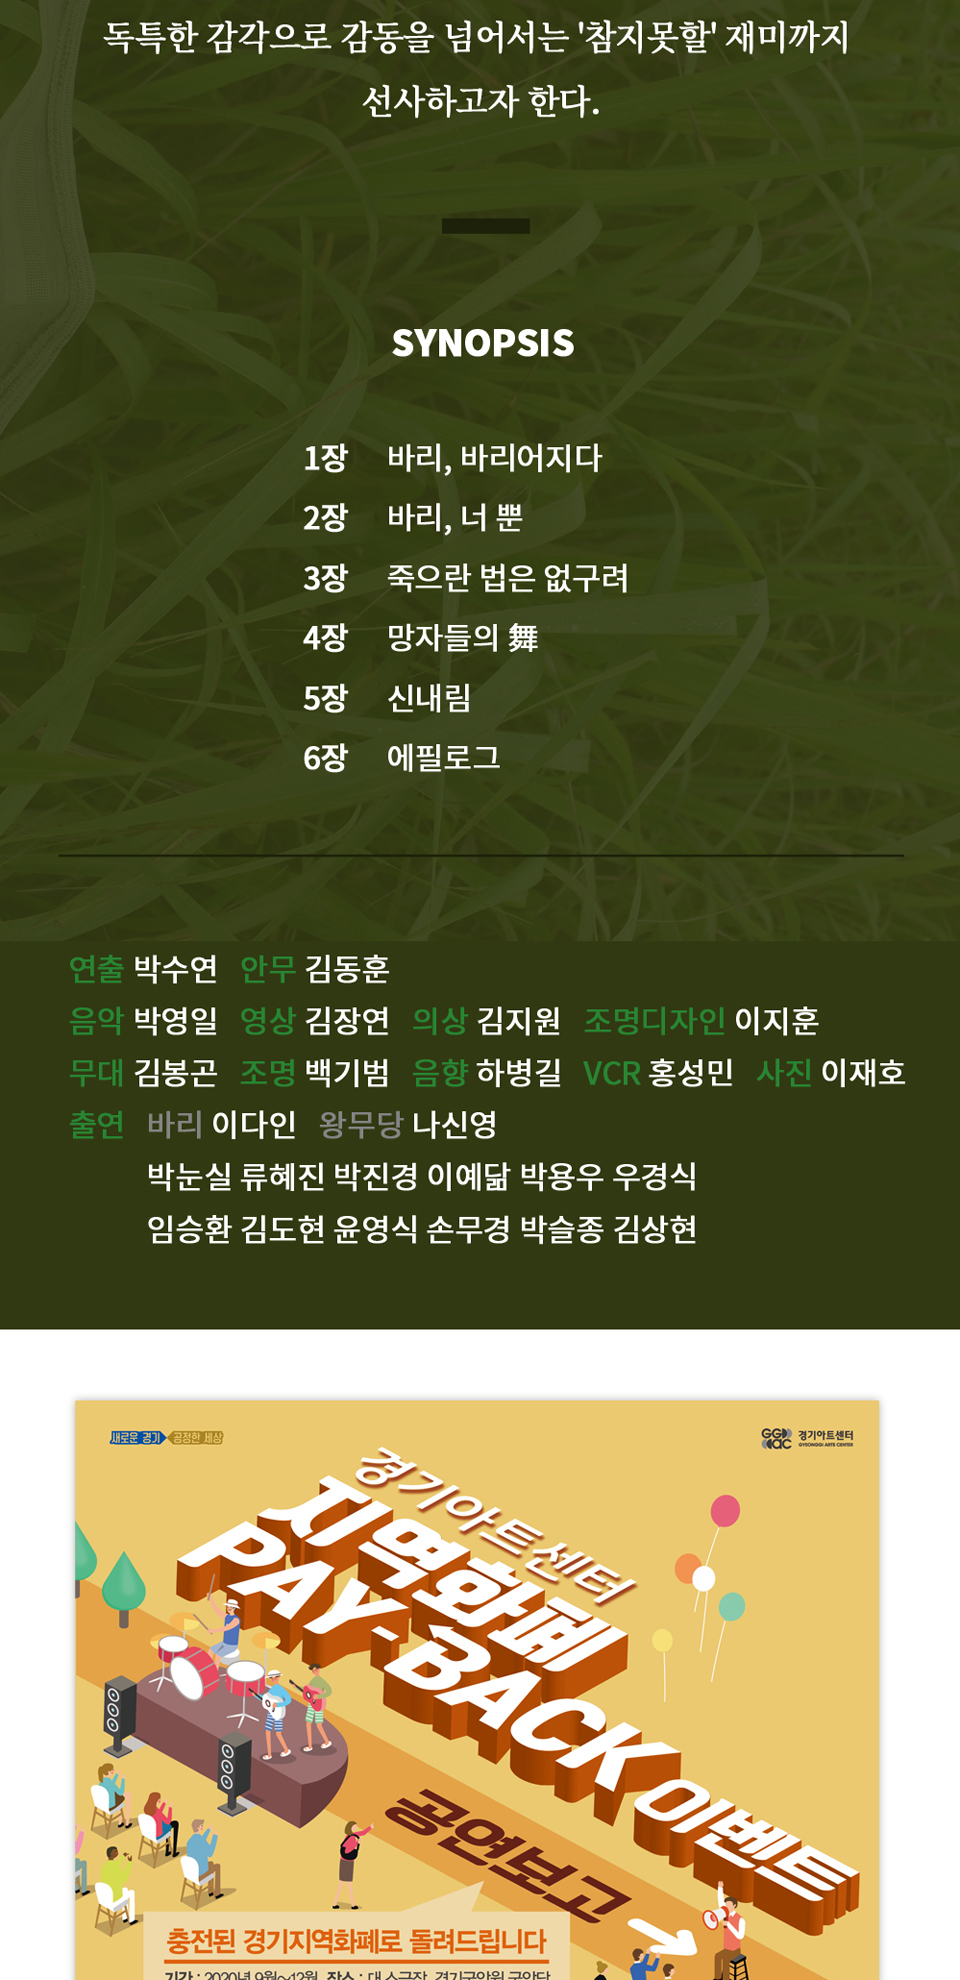 독특한 감각으로 감동을 넘어서는 '참지못할' 재미까지
선사하고자 한다.
SYNOPSIS
1장 바리, 바리어지다
2장 바리, 너 뿐
3장 죽으란 법은 없구려
4장 망자들의 舞
5장 신내림
6장 에필로그
연출 박수연 안무 김동훈
음악 박영일 영상 김장연 의상 김지원 조명디자인 이지훈
무대 김봉곤 조명 백기범 음향 하병길 VCR 홍성민 사진 이재호
출연 바리 이다인 왕무당 나신영
박눈실 류혜진 박진경 이예닮 박용우 우경식
임승환 김도현 윤영식 손무경 박슬종 김상현
새로운 경기 공정한 세상
GGac 경기아트센터
GYEONGGI ARTS CENTER
경기아트센터
지역화폐
PAY-BACK 이벤트
공연보고
충전된 경기지역화폐로 돌려드립니다
기간 : 2020년 9월~12월 장소 : 대·소극장, 경기국악원 국악당